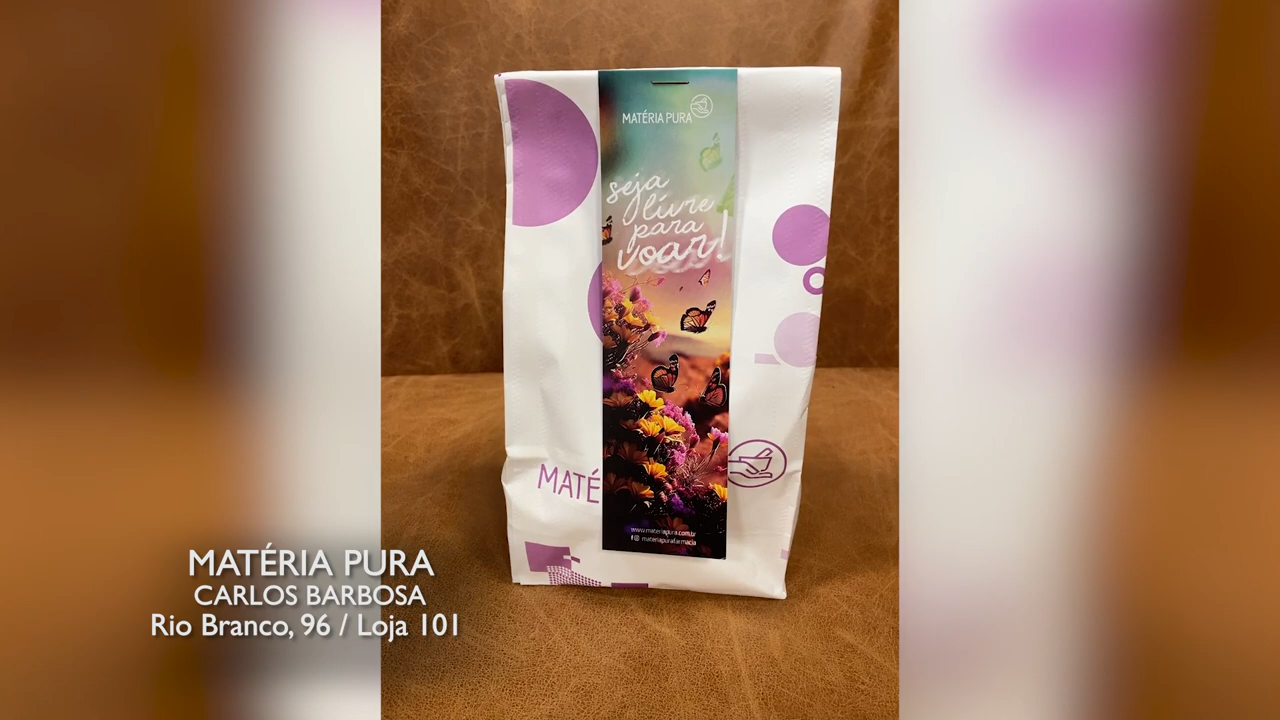 MATÉRIA PURA
seja
livre
para
voar!
MATÉ
www.materiapura.com.br
materiapurafarmacia
MATÉRIA PURA
CARLOS BARBOSA
Rio Branco, 96 / Loja 101